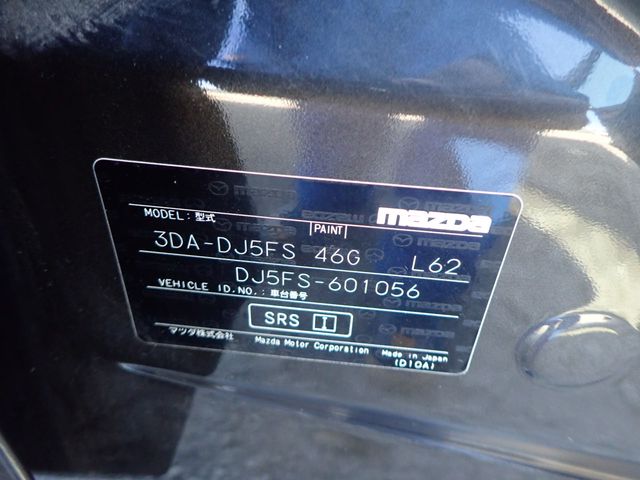 mazda
MODEL: 型式 PAINT
3DA-DJ5FS 46G L62
DJ5FS-601056
VEHICLE ID.NO.: 車台番号
SRS I
マツダ株式会社 Mazda Motor Corporation Made in Japan
(D10A)